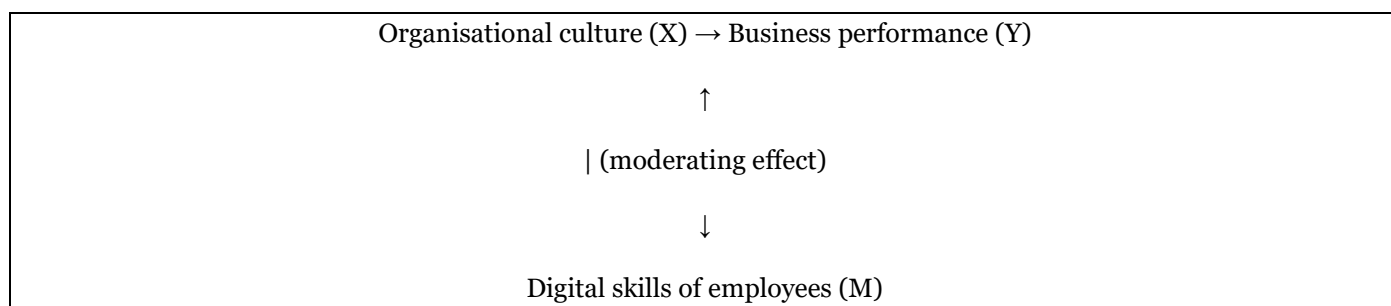 Organisational culture (X) → Business performance (Y)
↑
| (moderating effect)
↓
Digital skills of employees (M)